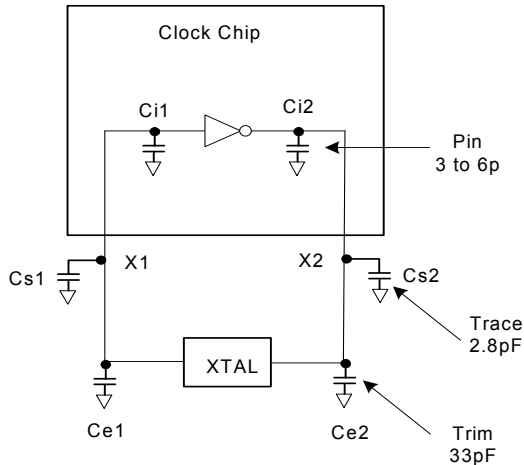 Clock Chip
Ci1
Ci2
Pin
3 to 6p
X1
X2
Cs1
Cs2
Trace
2.8pF
XTAL
Ce1
Ce2
Trim
33pF